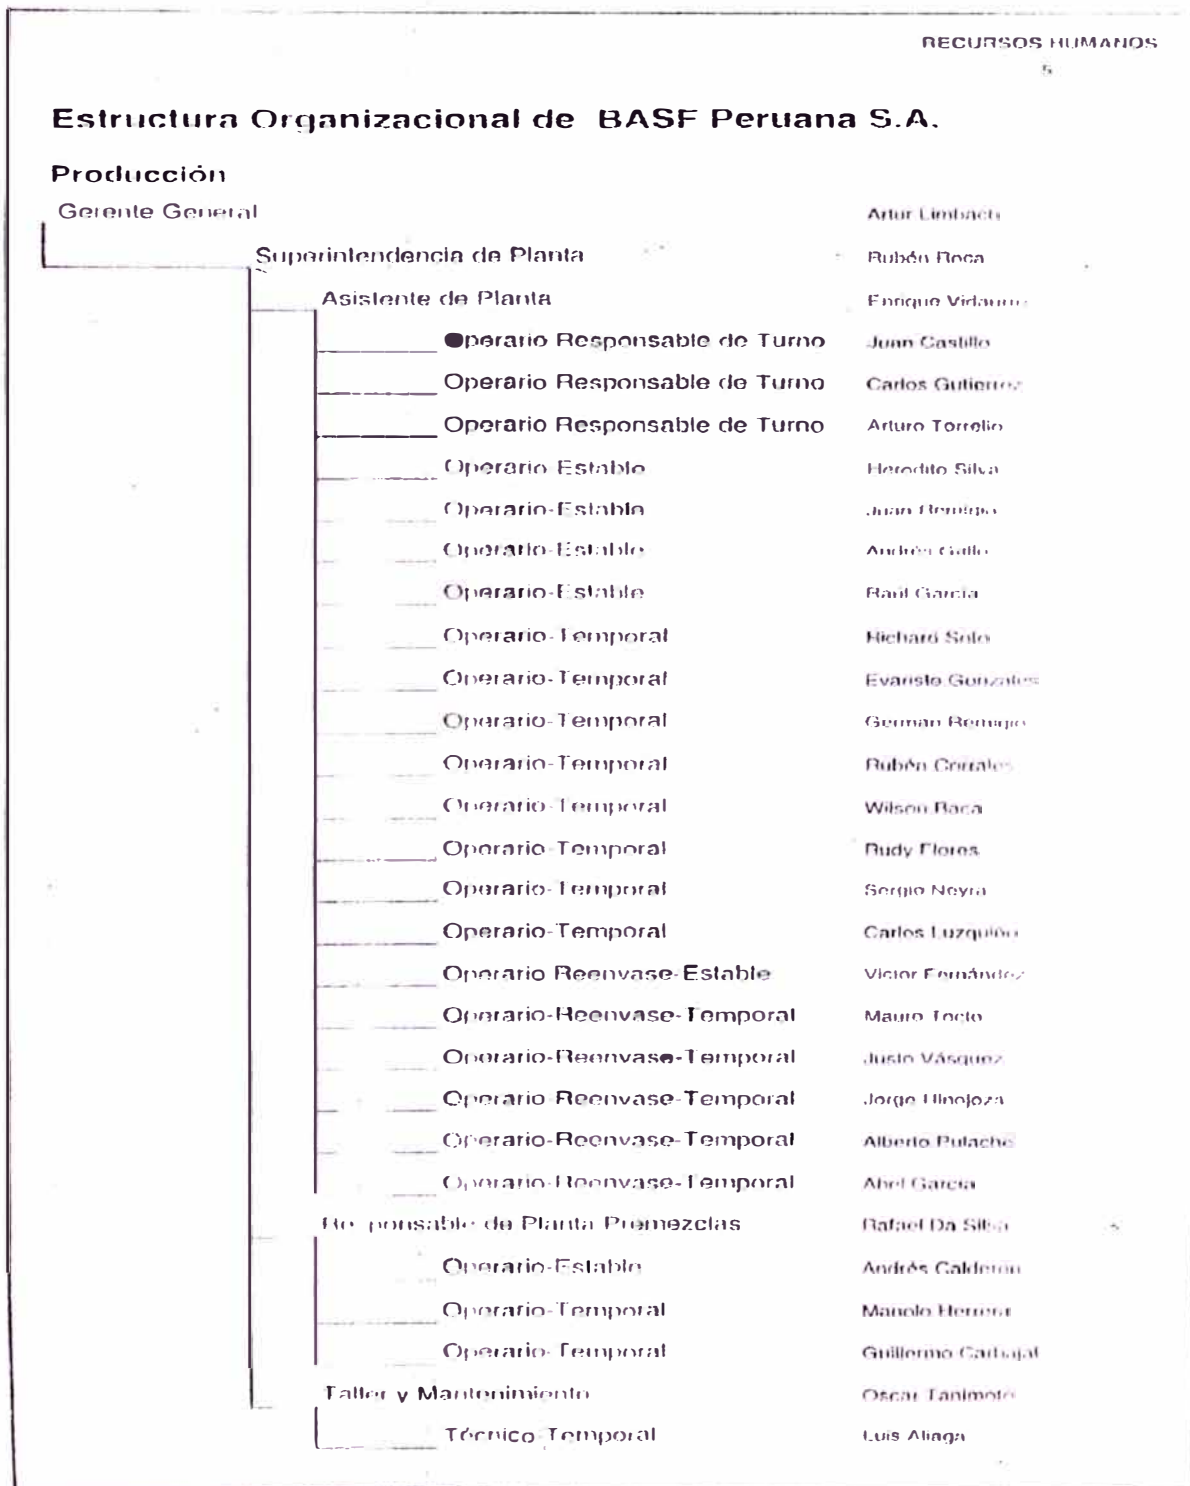 RECURSOS HUMANOS
5
Estructura Organizacional de BASF Peruana S.A.
Producción
Gerente General Artur Limbach
Superintendencia de Planta Rubén Roca
Asistente de Planta Enrique Vidaurre
Operario Responsable de Turno Juan Castillo
Operario Responsable de Turno Carlos Gutierrez
Operario Responsable de Turno Arturo
Operario-Estable Herodito Silva
Operario-Estable Juan Remigio
Operario-Estable Andrés Gallo
Operario-Estable Raúl García
Operario-Temporal Richard Soto
Operario-Temporal Evaristo Gonzales
Operario-Temporal Germán Remigio
Operario-Temporal Rubén Corrales
Operario-Temporal Wilson Baca
Operario-Temporal Rudy Flores
Operario-Temporal Sergio Neyra
Operario-Temporal Carlos
Operario Reenvase-Estable Victor Fernández
Operario-Reenvase-Temporal Mauro Tocto
Operario-Reenvase-Temporal Justo Vásquez
Operario Reenvase-Temporal Jorge Hinojoza
Operario-Reenvase-Temporal Alberto Pulache
Operario-Reenvase-Temporal Abel García
Responsable de Planta Premezclas Rafael Da Silva
Operario-Estable Andrés Calderón
Operario-Temporal Manolo Herrera
Operario-Temporal Guillermo Carbajal
Taller y Mantenimiento Oscar Tanimoto
Técnico-Temporal Luis Aliaga